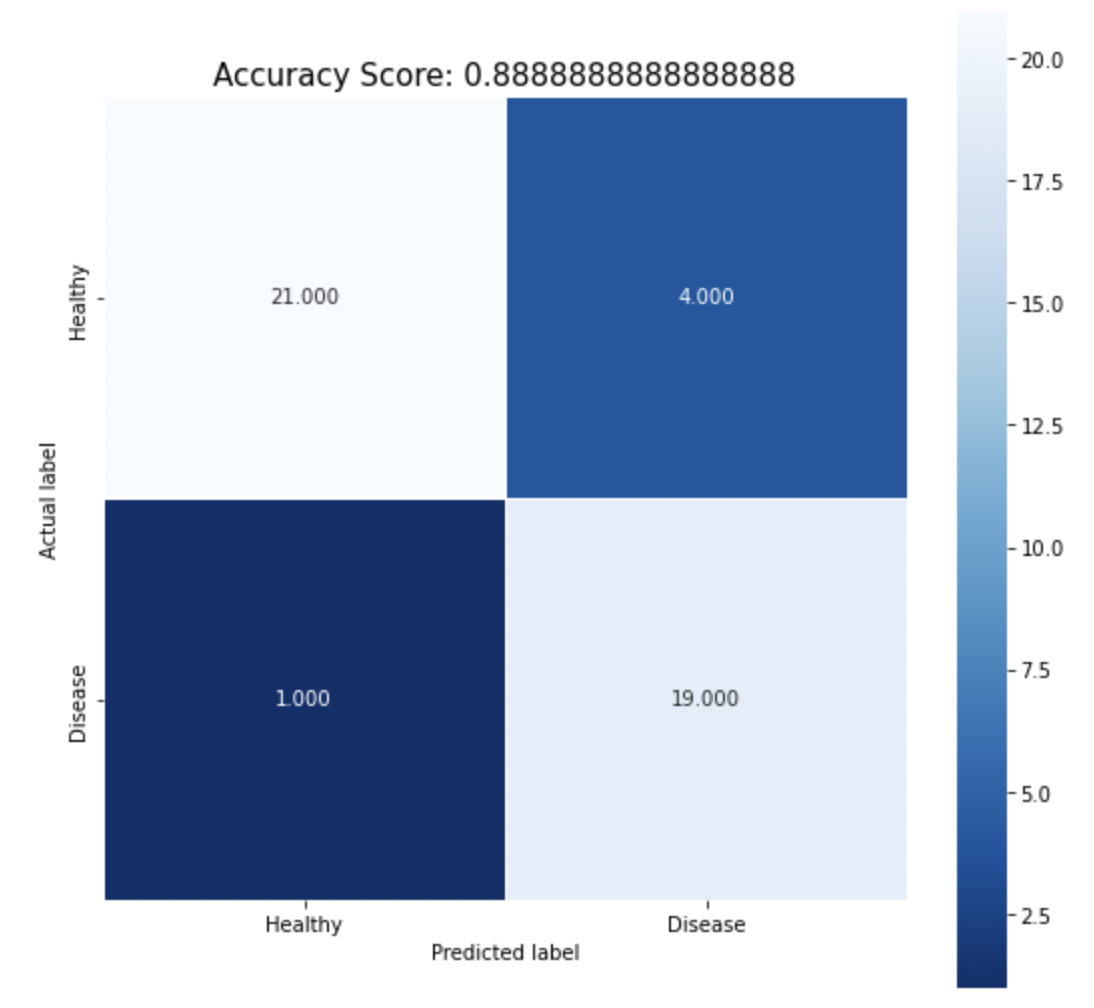 Accuracy Score: 0.8888888888888888
20.0
17.5
15.0
12.5
10.0
7.5
5.0
2.5
Healthy
21.000
4.000
Actual label
Disease
1.000
19.000
Healthy
Disease
Predicted label